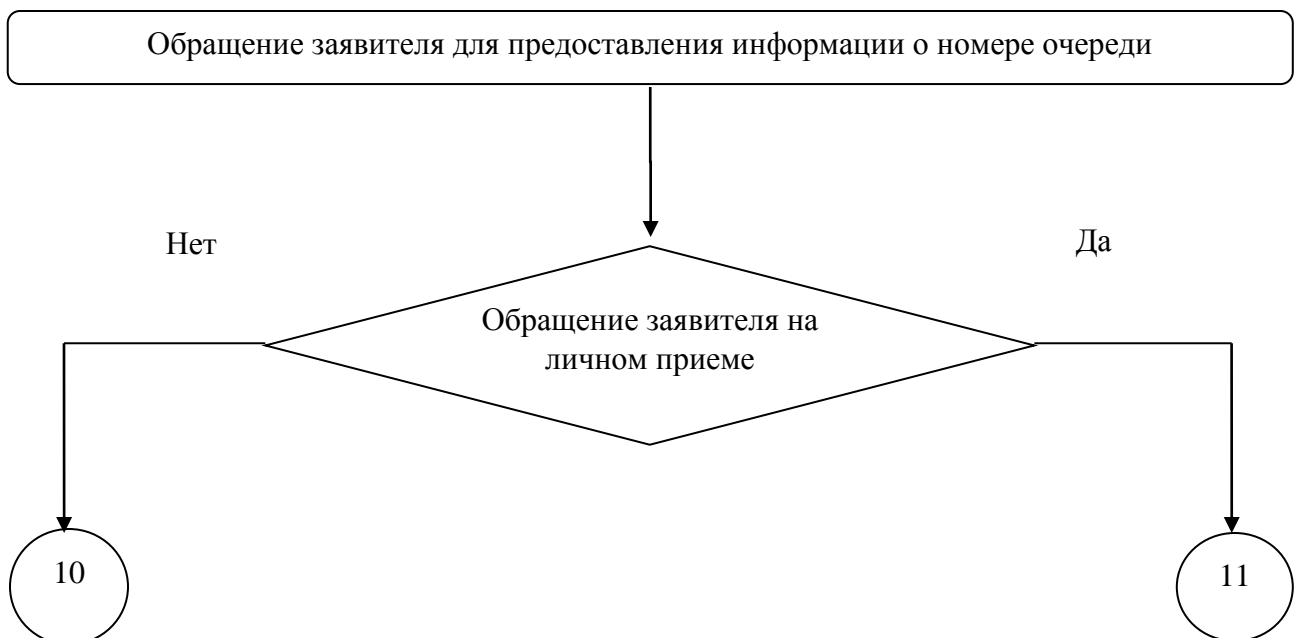 Обращение заявителя для предоставления информации о номере очереди
Нет
Да
Обращение заявителя на
личном приеме
10
11